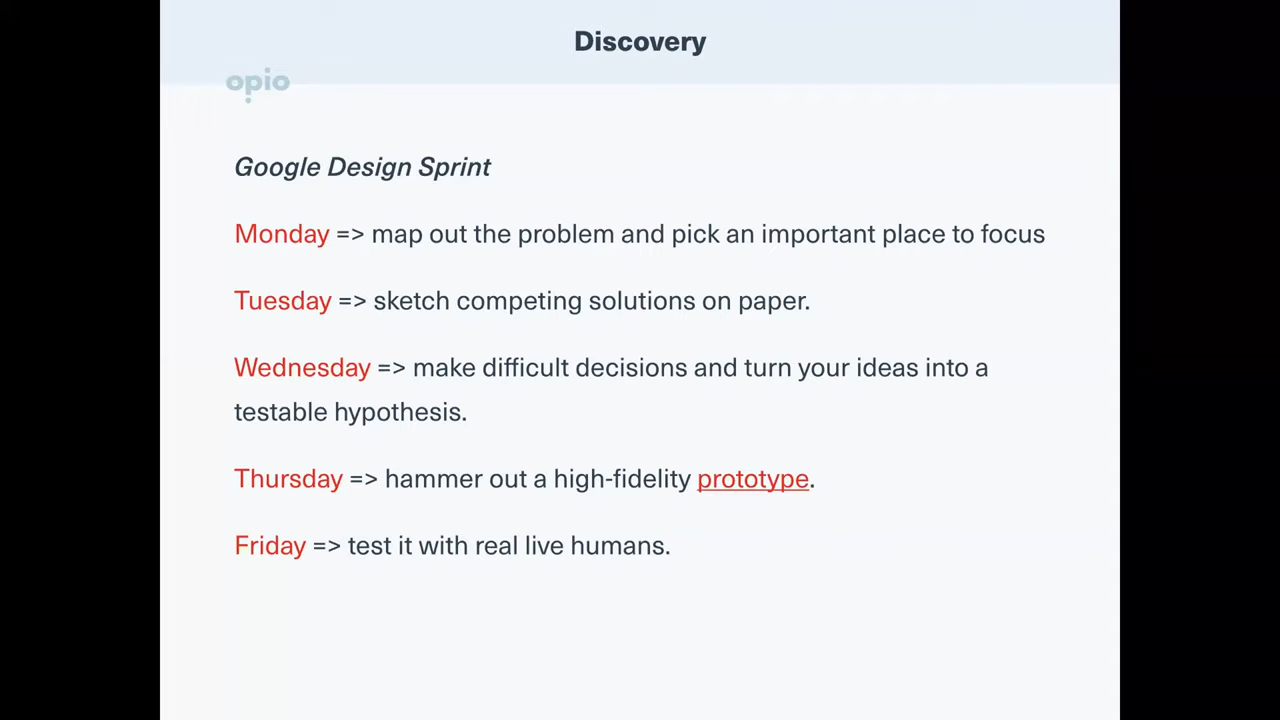 Discovery
opio
Google Design Sprint
Monday => map out the problem and pick an important place to focus
Tuesday => sketch competing solutions on paper.
Wednesday => make difficult decisions and turn your ideas into a
testable hypothesis.
Thursday => hammer out a high-fidelity prototype.
Friday => test it with real live humans.